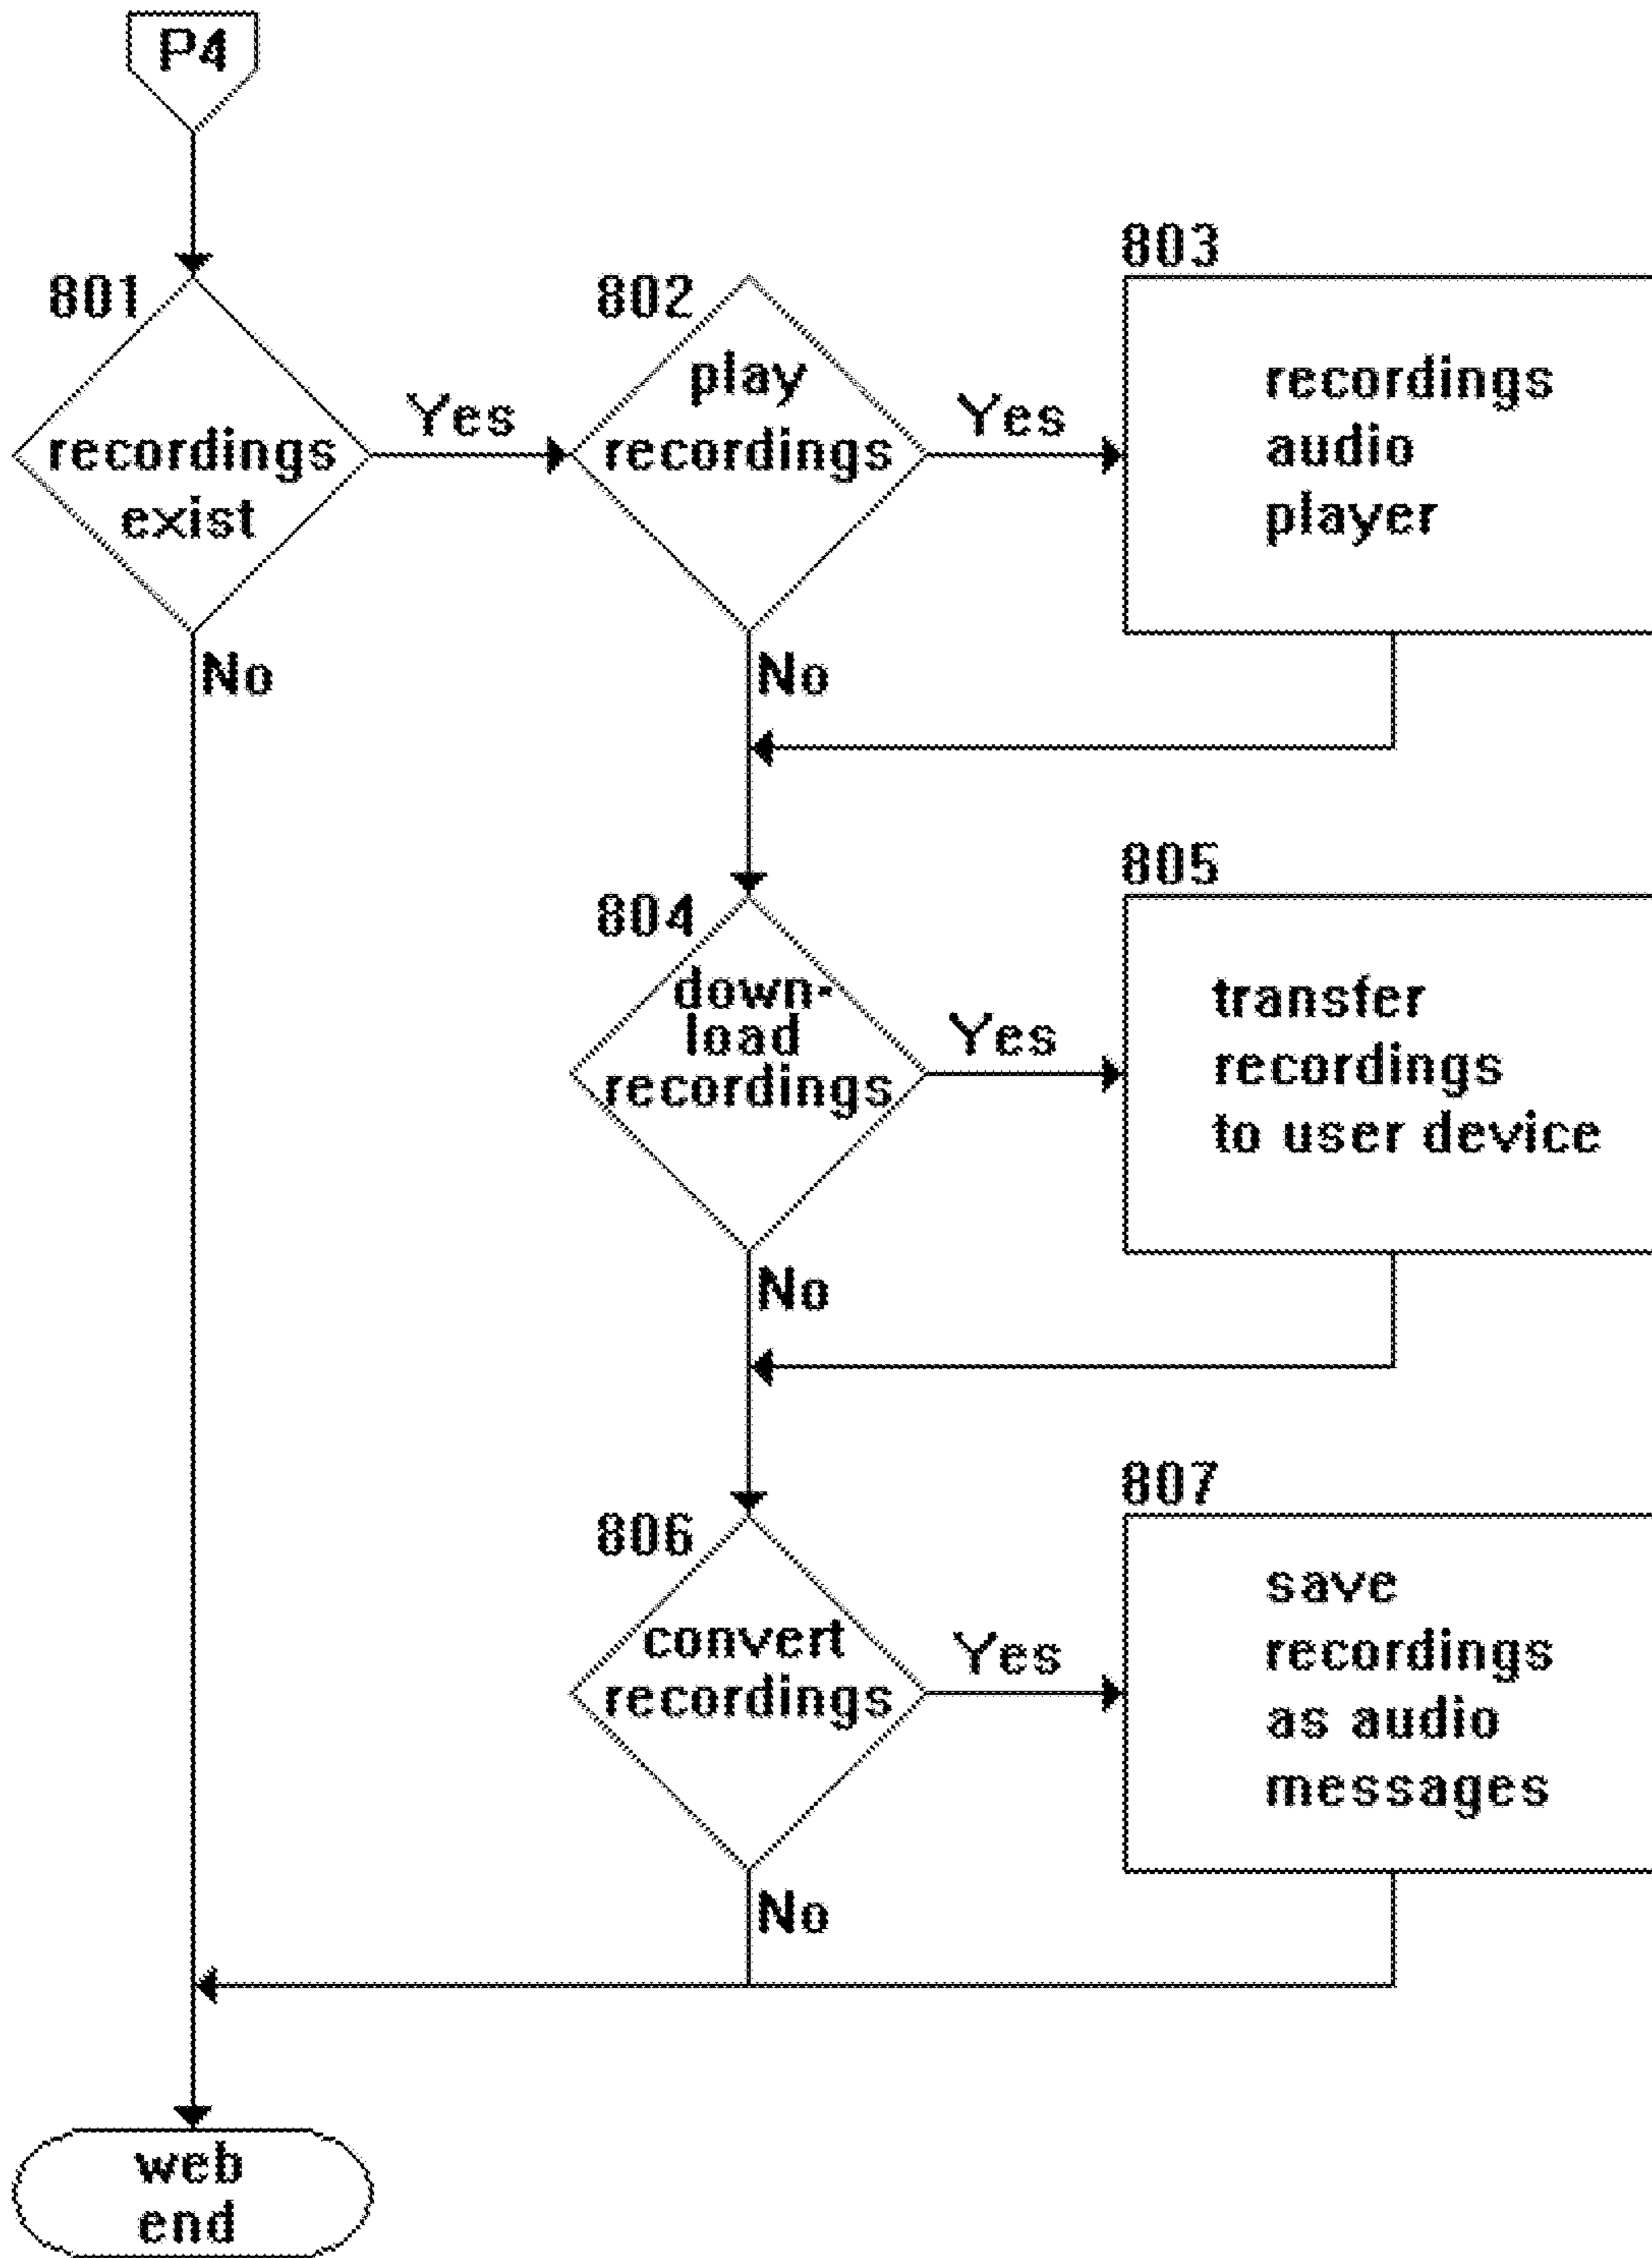 P4
801
recordings
exist
Yes
No
802
play
recordings
Yes
No
803
recordings
audio
player
804
down-
load
recordings
Yes
No
805
transfer
recordings
to user device
806
convert
recordings
Yes
No
807
save
recordings
as audio
messages
web
end